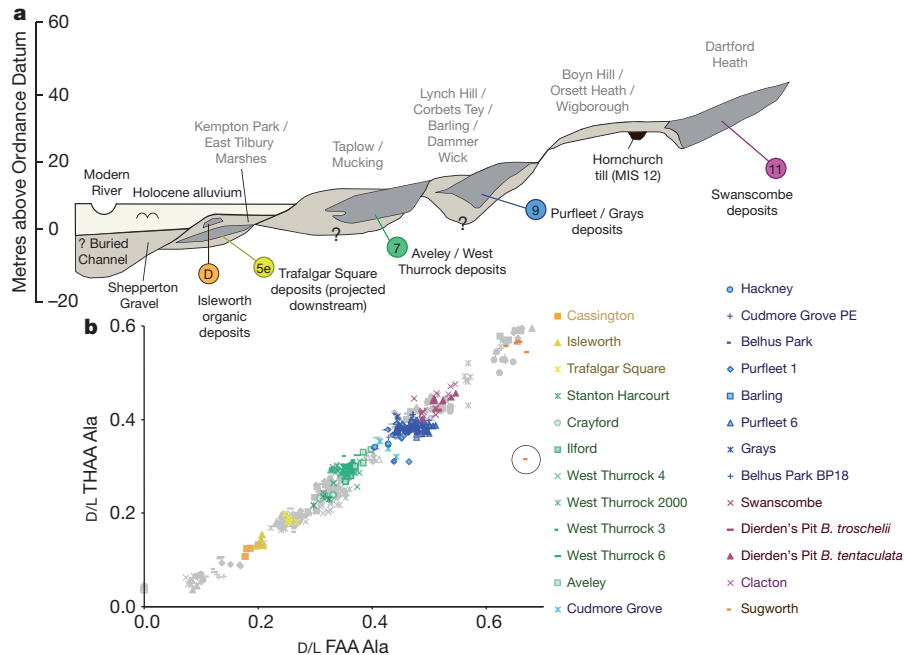 a
60
40
20
0
–20
Metres above Ordnance Datum
Dartford
Heath
Boyn Hill /
Orsett Heath /
Wigborough
Lynch Hill /
Corbets Tey /
Barling /
Dammer
Wick
Kempton Park /
East Tilbury
Marshes
Taplow /
Mucking
Modern
River
Holocene alluvium
Hornchurch
till (MIS 12)
11
Swanscombe
deposits
9
Purfleet / Grays
deposits
?
?
7
Aveley / West
Thurrock deposits
? Buried
Channel
D
5e
Trafalgar Square
deposits (projected
downstream)
Shepperton
Gravel
Isleworth
organic
deposits
b
0.6
0.4
0.2
0.0
D/L THAA Ala
0.0
0.2
0.4
0.6
D/L FAA Ala
Cassington
Isleworth
Trafalgar Square
Stanton Harcourt
Crayford
Ilford
West Thurrock 4
West Thurrock 2000
West Thurrock 3
West Thurrock 6
Aveley
Cudmore Grove
Hackney
Cudmore Grove PE
Belhus Park
Purfleet 1
Barling
Purfleet 6
Grays
Belhus Park BP18
Swanscombe
Dierden's Pit B. troschelii
Dierden's Pit B. tentaculata
Clacton
Sugworth